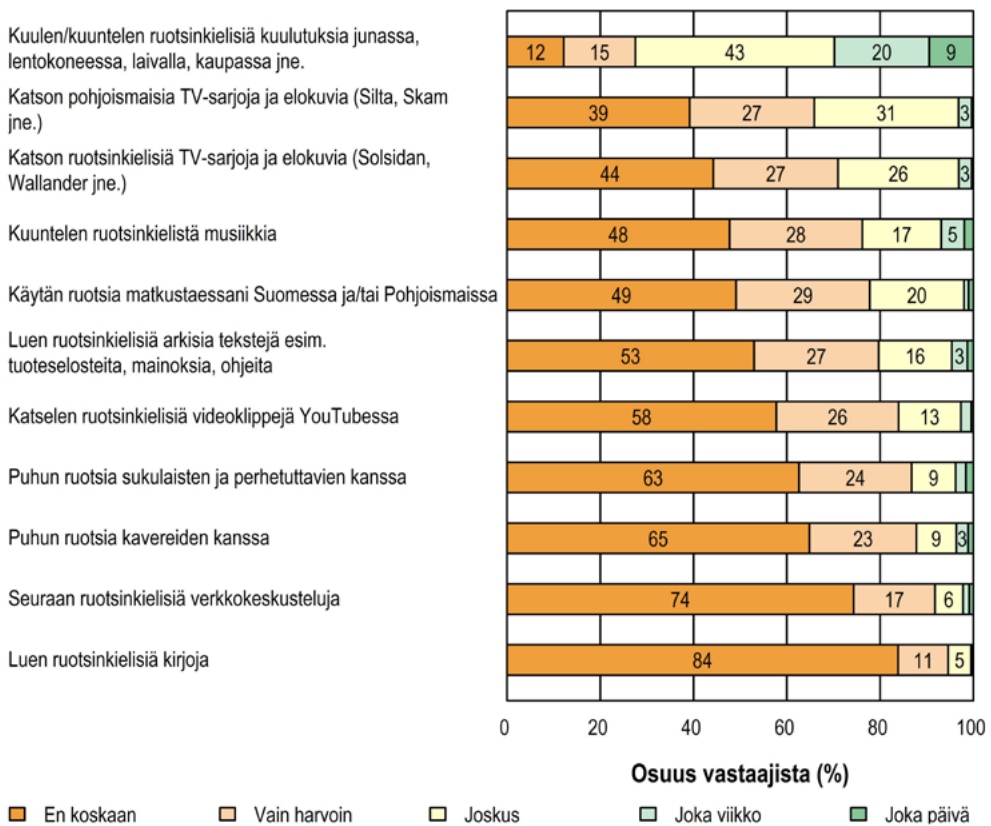 Kuulen/kuuntelen ruotsinkielisiä kuulutuksia junassa,
lentokoneessa, laivalla, kaupassa jne.
12 15 43 20 9
Katson pohjoismaisia TV-sarjoja ja elokuvia (Silta, Skam
jne.)
39 27 31 3
Katson ruotsinkielisiä TV-sarjoja ja elokuvia (Solsidan,
Wallander jne.)
44 27 26 3
Kuuntelen ruotsinkielistä musiikkia
48 28 17 5
Käytän ruotsia matkustaessani Suomessa ja/tai Pohjoismaissa
49 29 20
Luen ruotsinkielisiä arkisia tekstejä esim.
tuoteselosteita, mainoksia, ohjeita
53 27 16 3
Katselen ruotsinkielisiä videoklippejä YouTubessa
58 26 13
Puhun ruotsia sukulaisten ja perhetuttavien kanssa
63 24 9
Puhun ruotsia kavereiden kanssa
65 23 9 3
Seuraan ruotsinkielisiä verkkokeskusteluja
74 17 6
Luen ruotsinkielisiä kirjoja
84 11 5
0 20 40 60 80 100
Osuus vastaajista (%)
En koskaan Vain harvoin Joskus Joka viikko Joka päivä